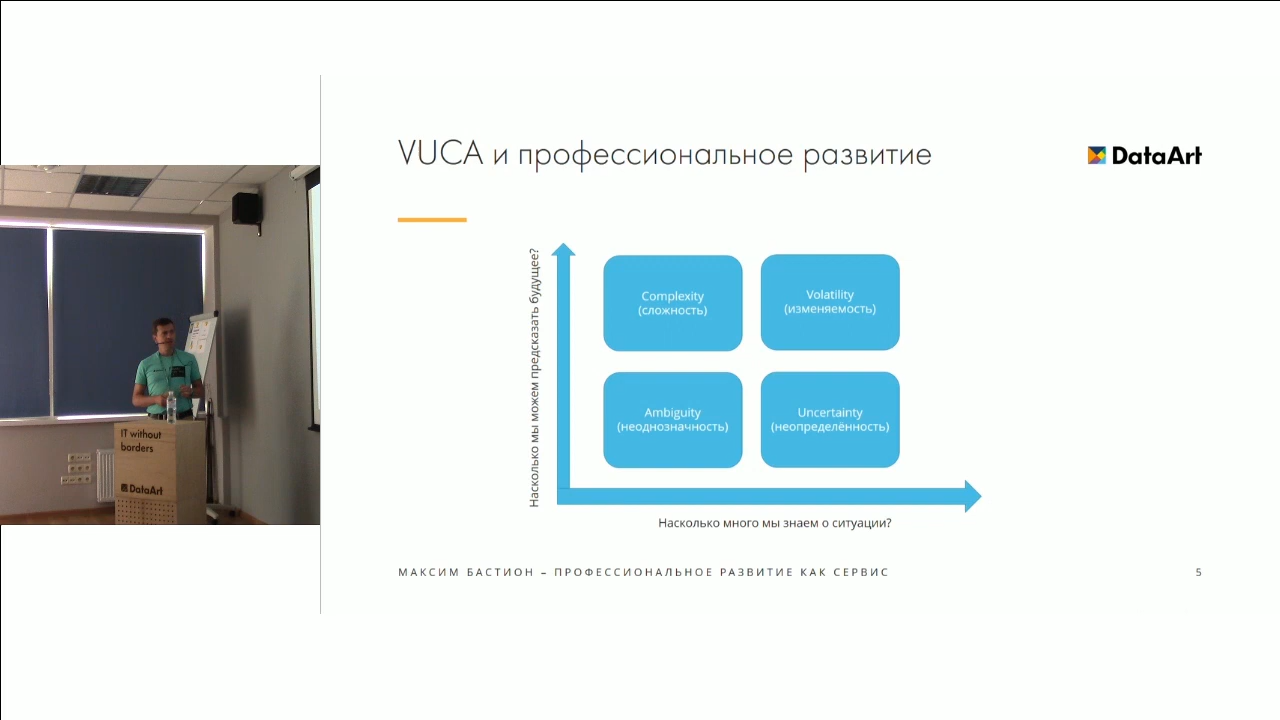 VUCA и профессиональное развитие
DataArt
Насколько мы можем предсказать будущее?
Complexity
(сложность)
Volatility
(изменяемость)
Ambiguity
(неоднозначность)
Uncertainty
(неопределённость)
Насколько много мы знаем о ситуации?
МАКСИМ БАСТИОН – ПРОФЕССИОНАЛЬНОЕ РАЗВИТИЕ КАК СЕРВИС
5
IT without
borders
DataArt